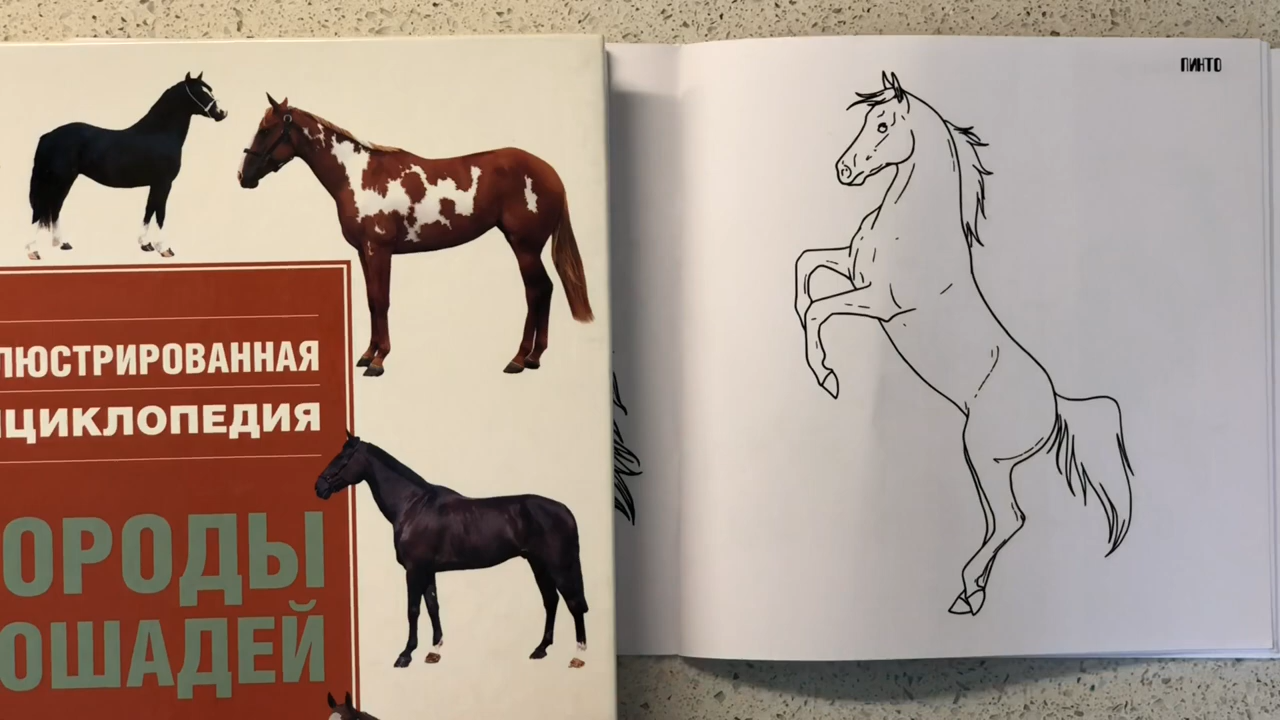 ЛЮСТРИРОВАННАЯ
ЦИКЛОПЕДИЯ
ОРОДЫ
ОШАДЕЙ
ПИНТО